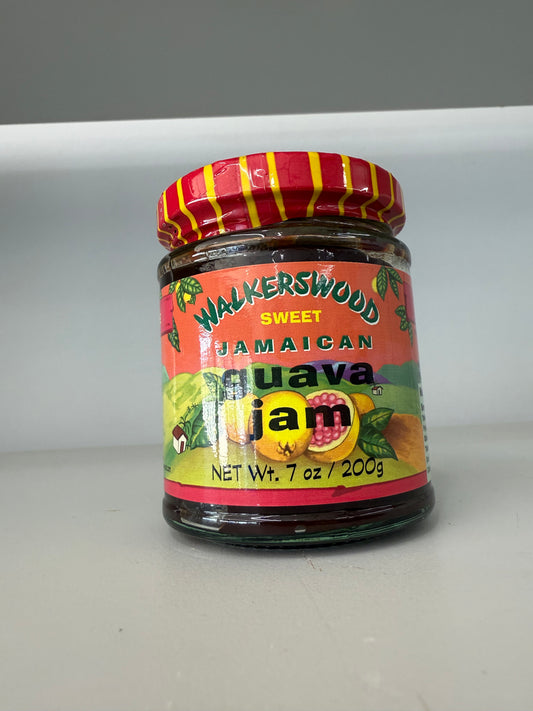 WALKERSWOOD
SWEET
JAMAICAN
guava
jam
NET Wt. 7 oz / 200g